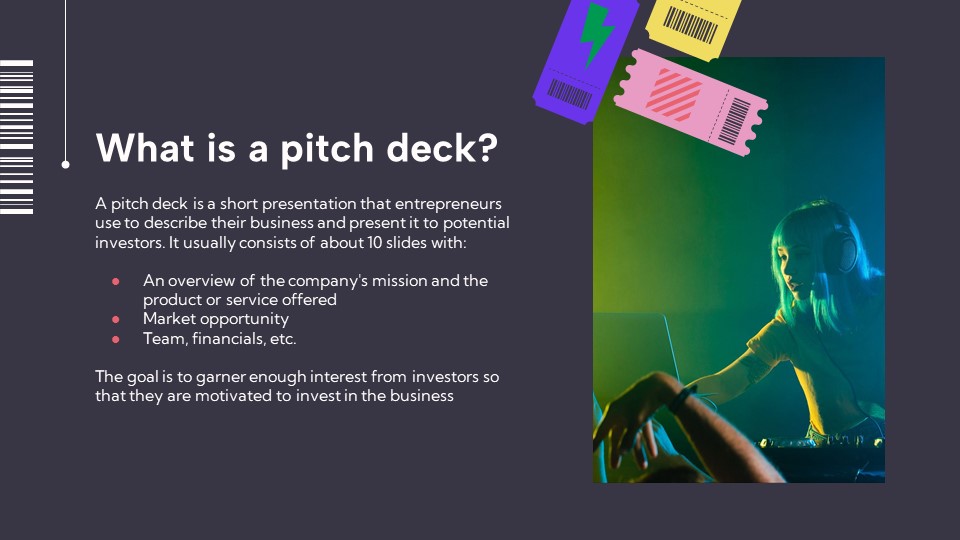 What is a pitch deck?
A pitch deck is a short presentation that entrepreneurs
use to describe their business and present it to potential
investors. It usually consists of about 10 slides with:
● An overview of the company's mission and the
product or service offered
● Market opportunity
● Team, financials, etc.
The goal is to garner enough interest from investors so
that they are motivated to invest in the business